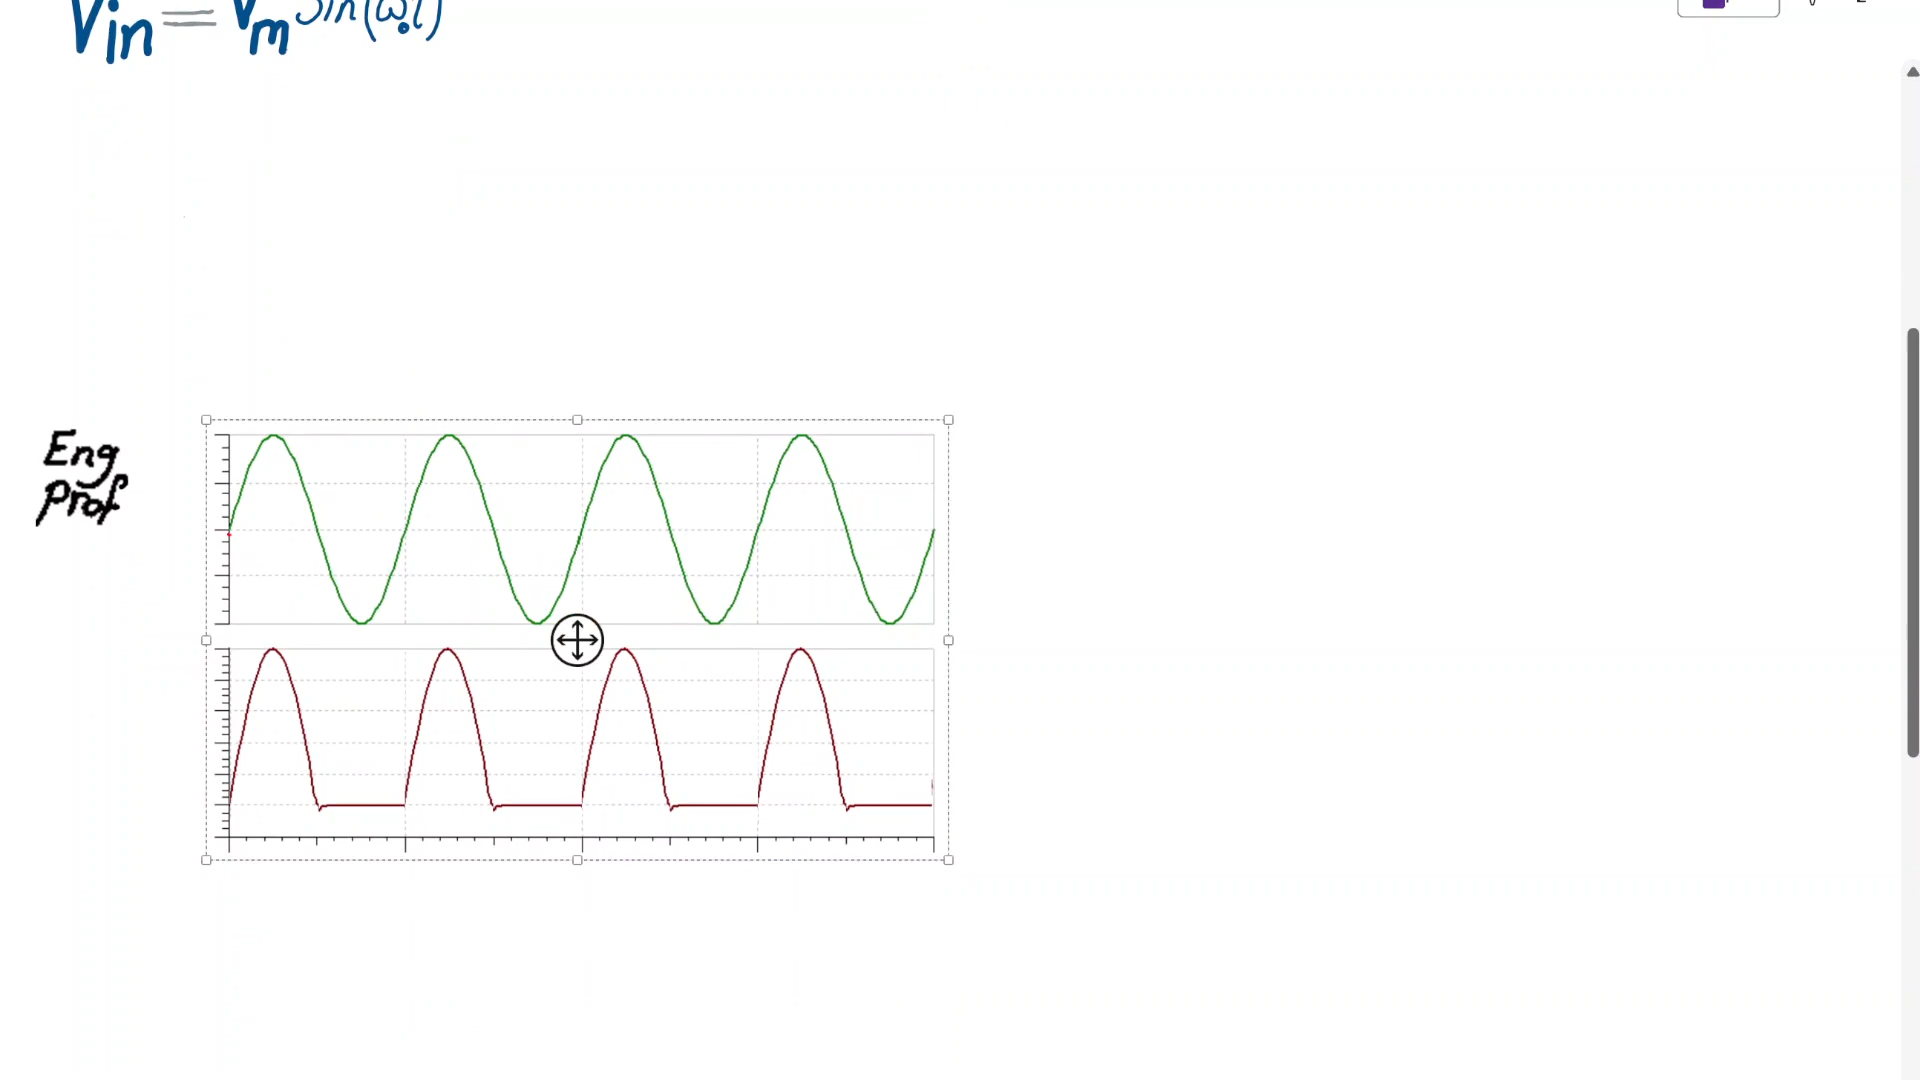 Vin = Vm Sin(ω₀t)
Eng
Prof